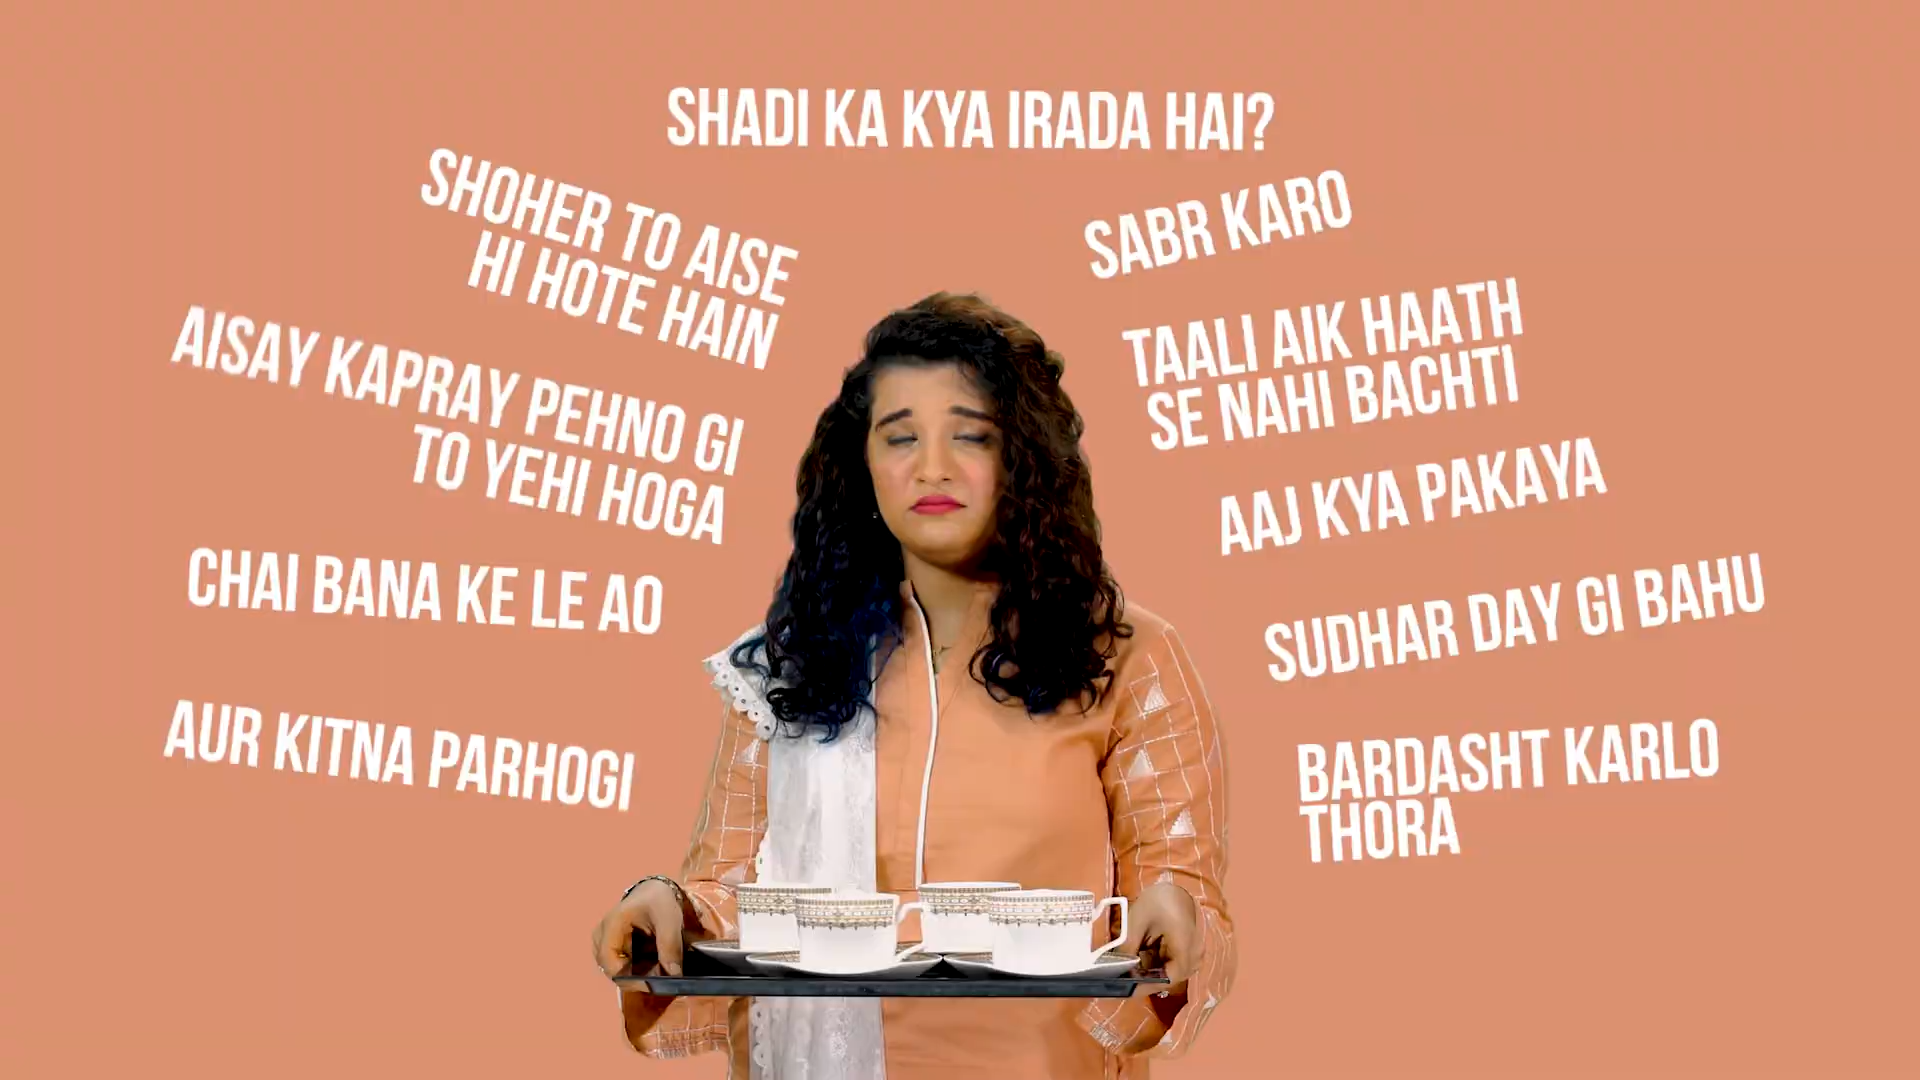 SHADI KA KYA IRADA HAI?
SHOHER TO AISE
HI HOTE HAIN
AISAY KAPRAY PEHNO GI
TO YEHI HOGA
CHAI BANA KE LE AO
AUR KITNA PARHOGI
SABR KARO
TAALI AIK HAATH
SE NAHI BACHTI
AAJ KYA PAKAYA
SUDHAR DAY GI BAHU
BARDASHT KARLO
THORA